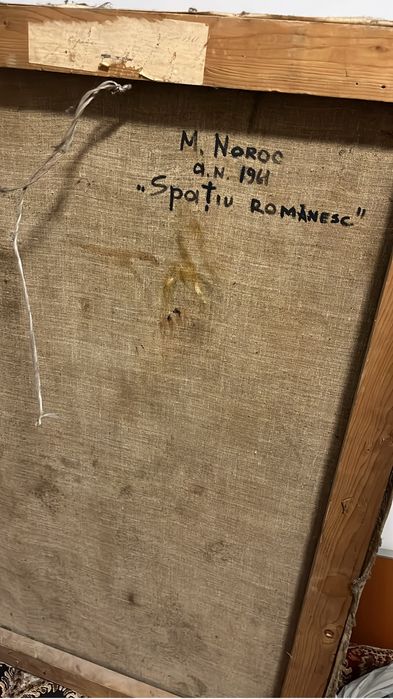 M. NOROC
a.N. 1961
"Spațiu ROMÂNESC"